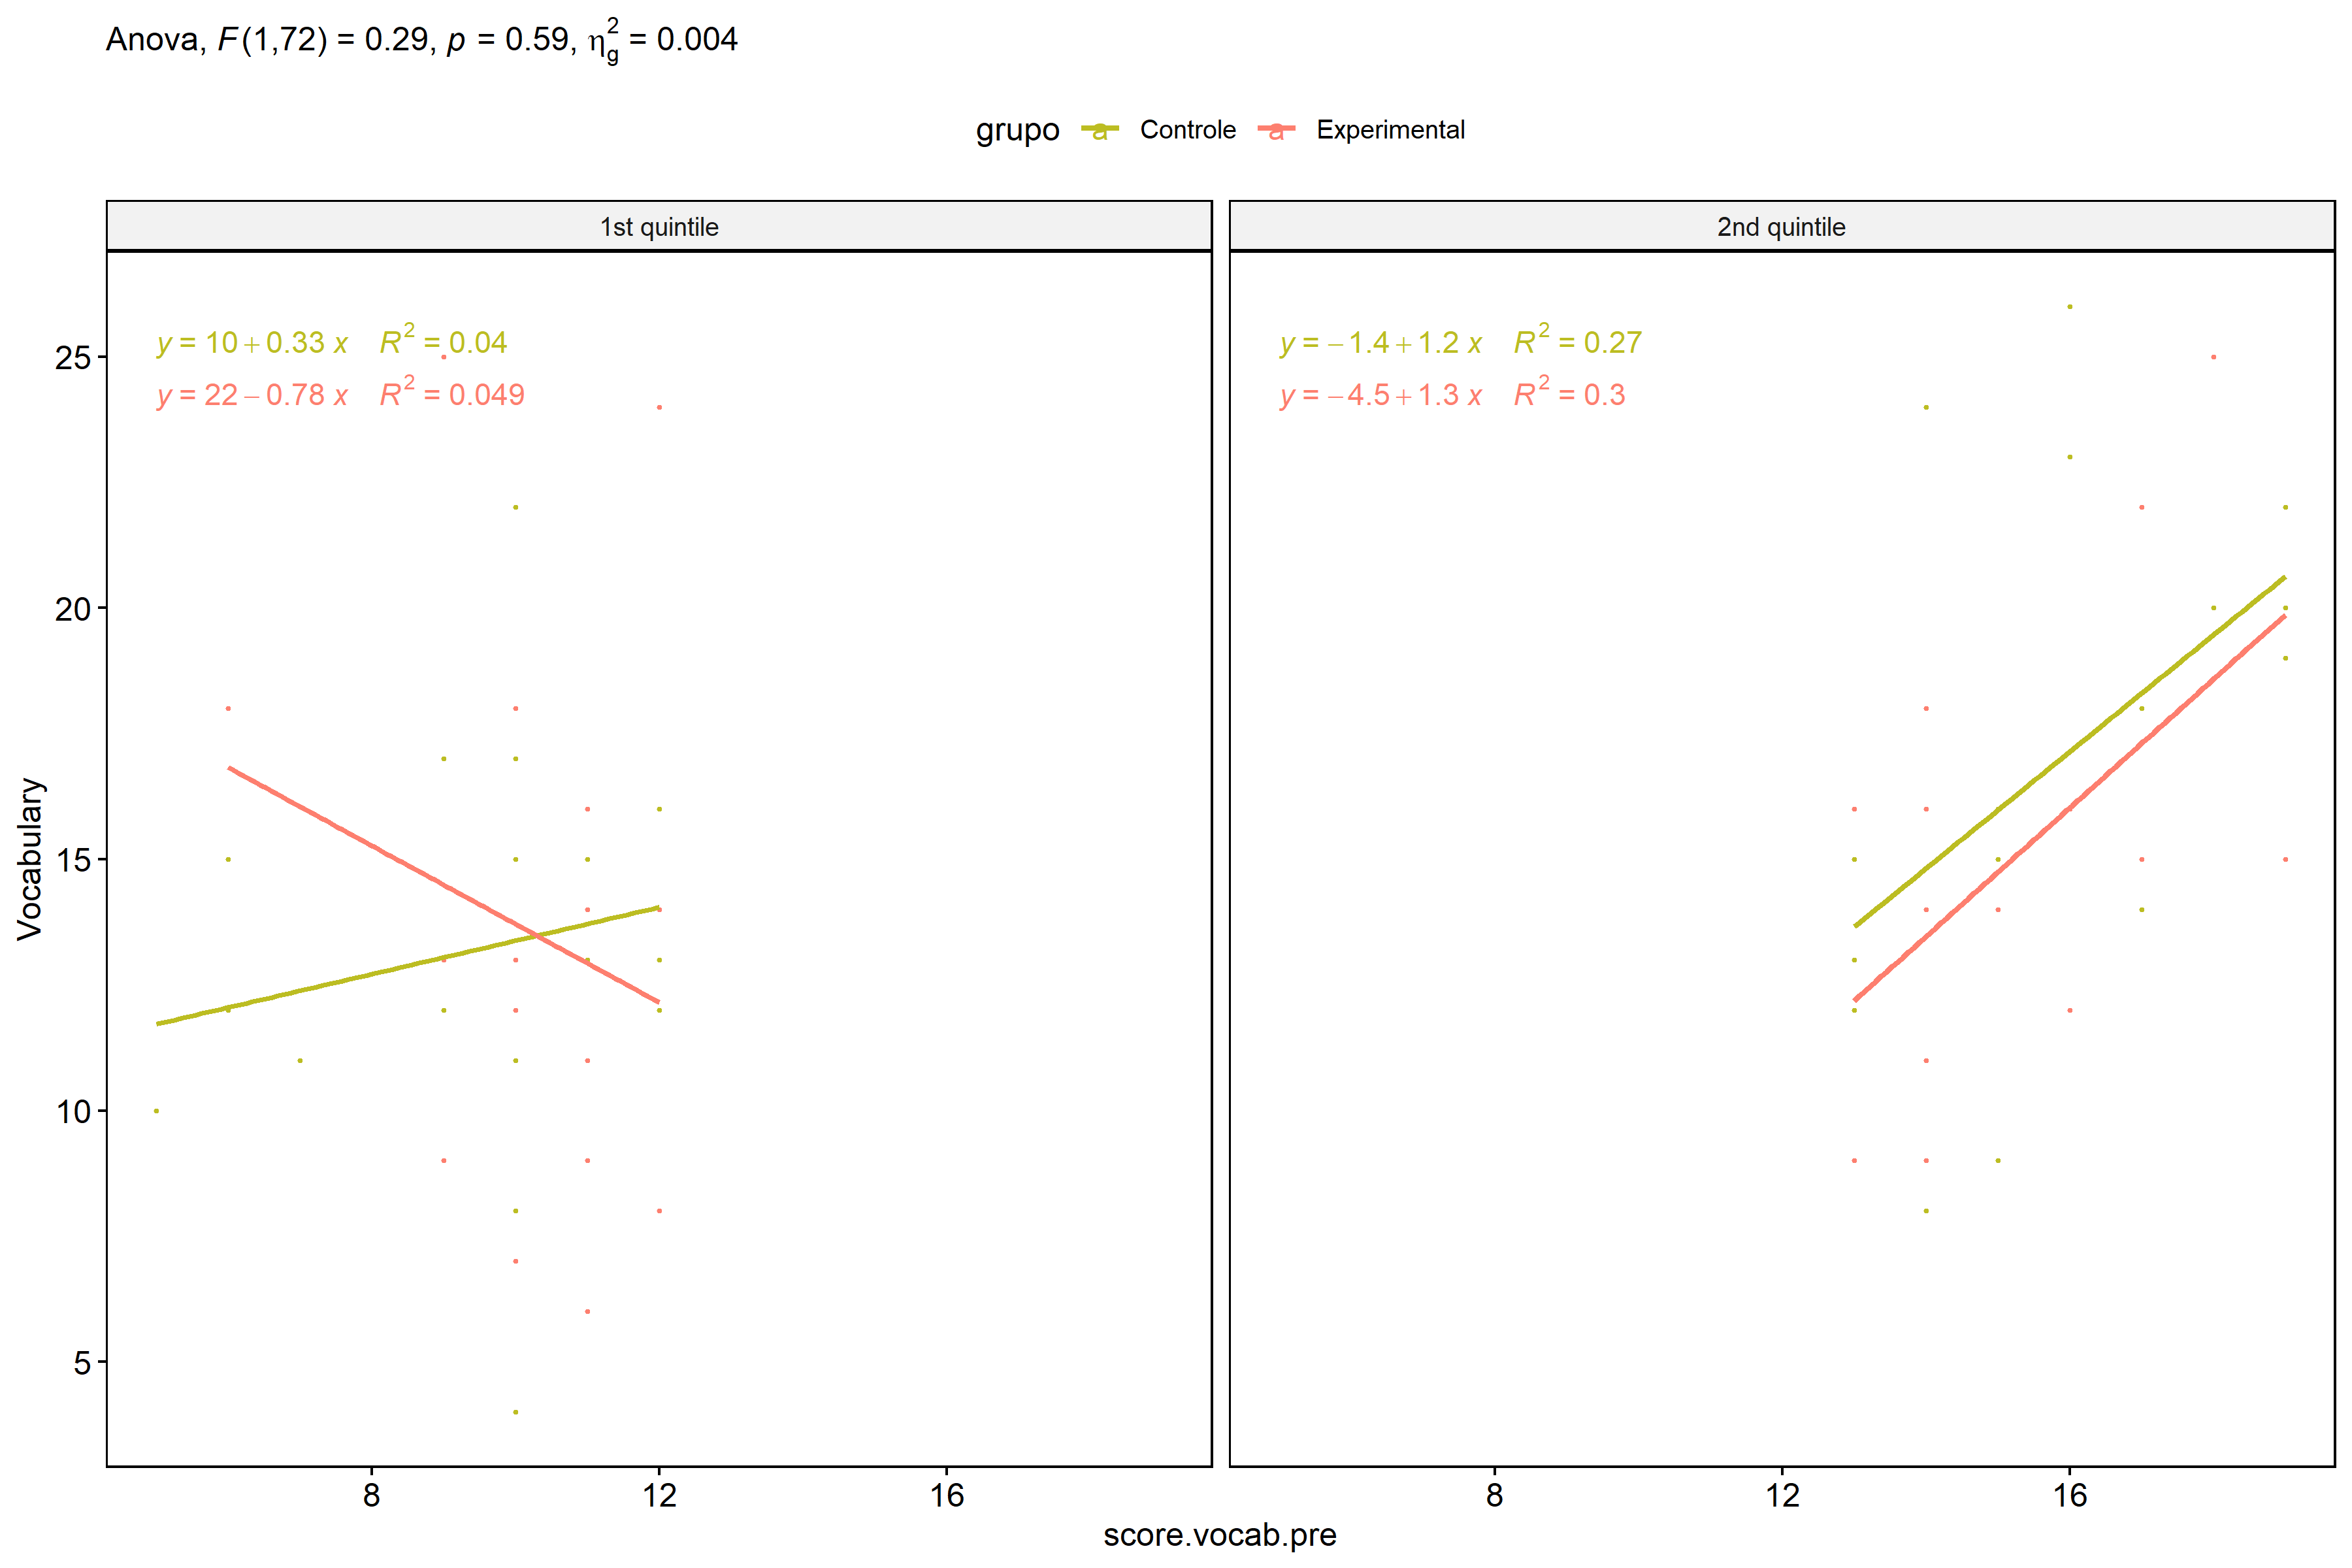 Anova, F(1,72) = 0.29, p = 0.59, η²g = 0.004
grupo a Controle a Experimental
1st quintile
2nd quintile
y = 10 + 0.33 x R² = 0.04
y = 22 − 0.78 x R² = 0.049
y = −1.4 + 1.2 x R² = 0.27
y = −4.5 + 1.3 x R² = 0.3
Vocabulary
25
20
15
10
5
8 12 16
8 12 16
score.vocab.pre